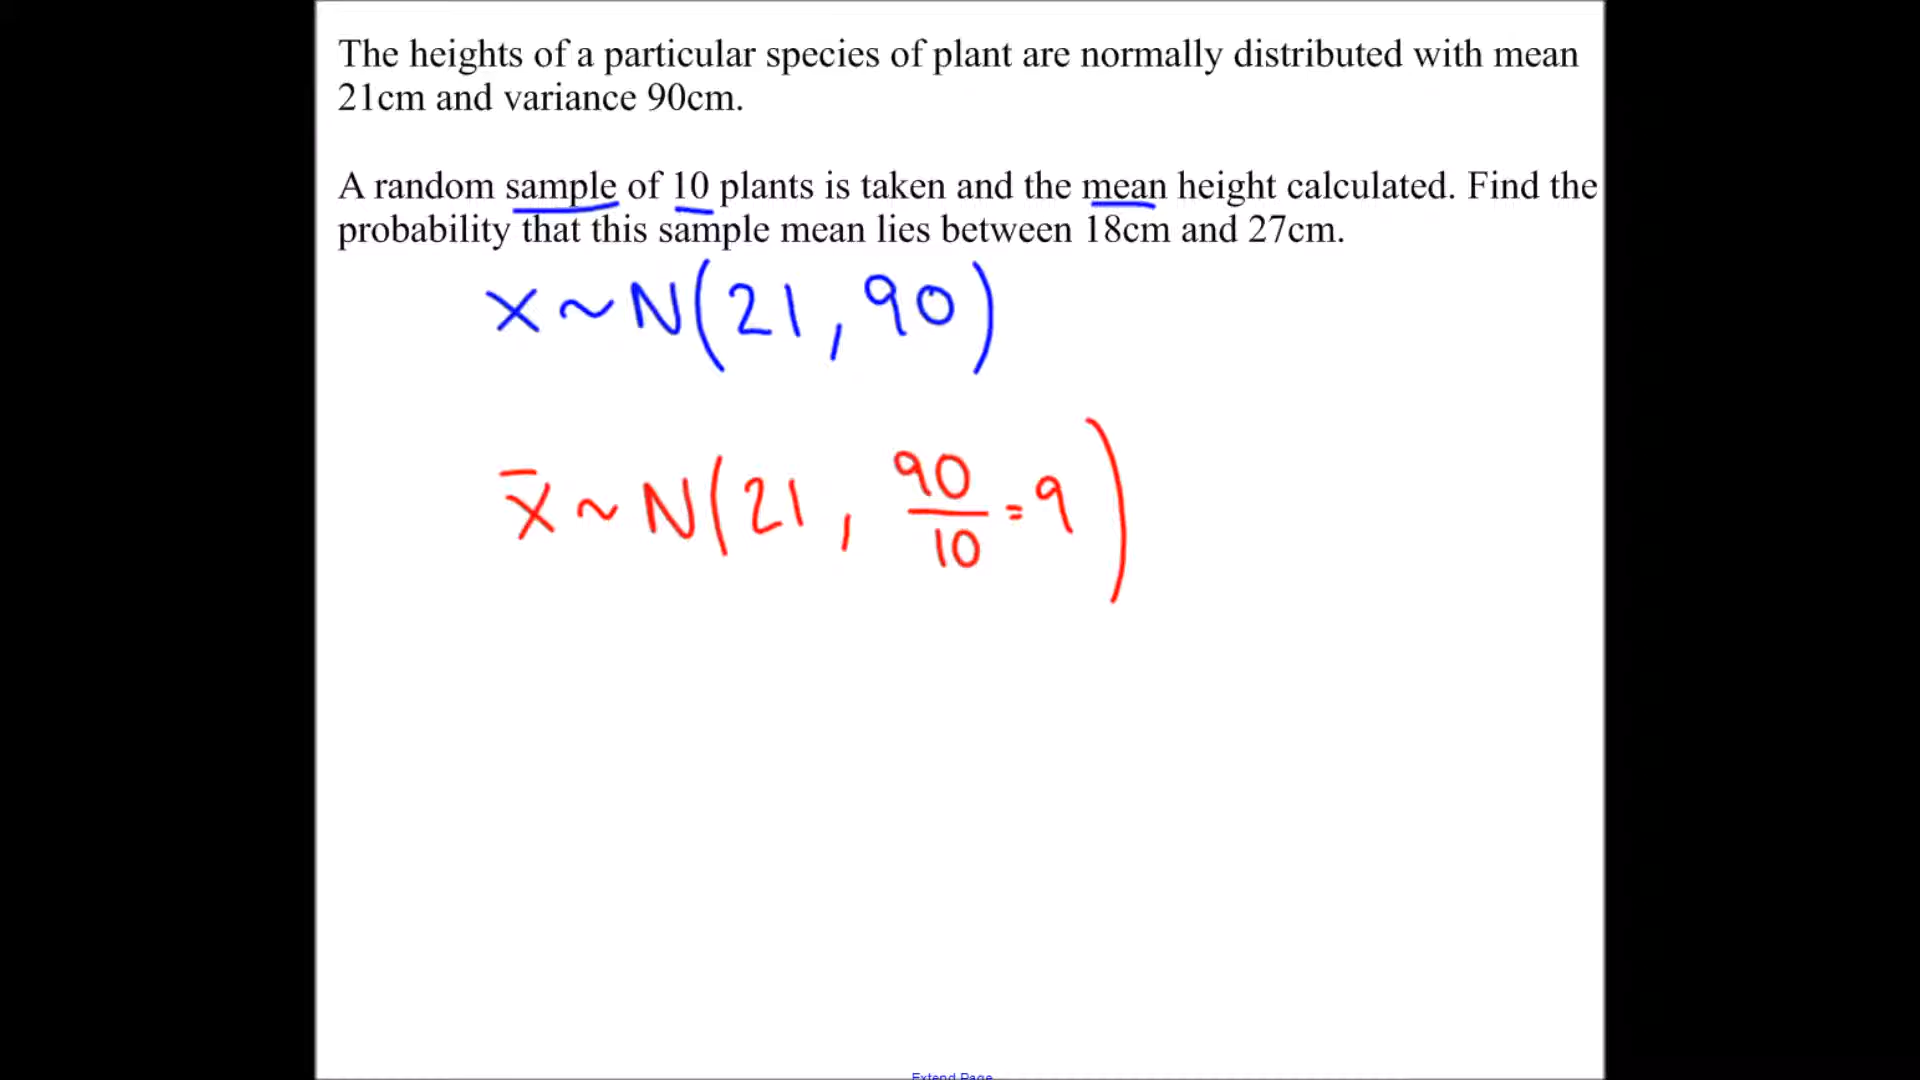 The heights of a particular species of plant are normally distributed with mean
21cm and variance 90cm.
A random sample of 10 plants is taken and the mean height calculated. Find the
probability that this sample mean lies between 18cm and 27cm.
X ~ N(21, 90)
X̄ ~ N(21, 90/10 = 9)
Extend Page